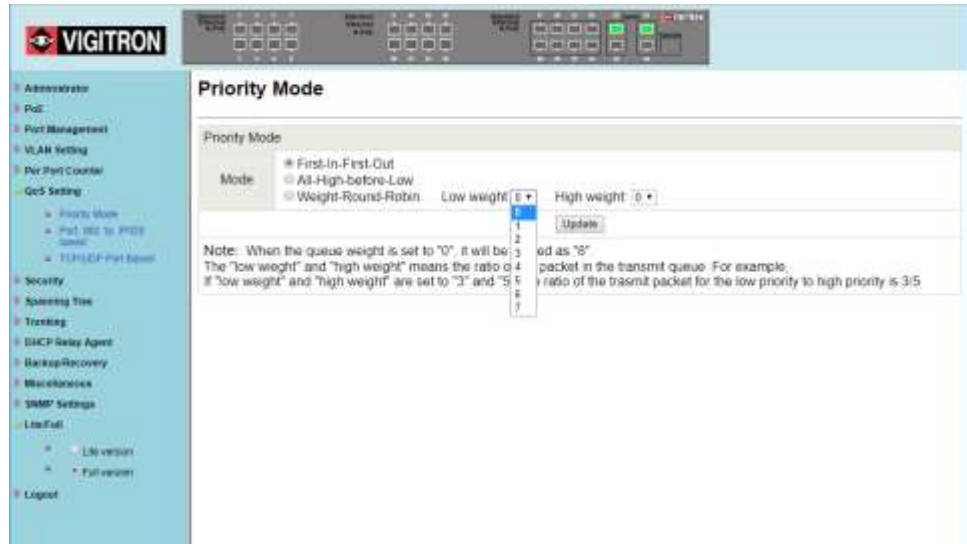 VIGITRON
Administrator
PoE
Port Management
VLAN Setting
Per Port Counter
QoS Setting
Priority Mode
Port, 802.1p, IP/DS based
TCP/UDP Port Based
Security
Spanning Tree
Trunking
DHCP Relay Agent
Backup/Recovery
Miscellaneous
SNMP Settings
Lite/Full
Lite version
Full version
Logout
Priority Mode
Priority Mode
Mode
First-In-First-Out
All-High-before-Low
Weight-Round-Robin. Low weight: 0 High weight: 0
0
1
2
3
4
5
6
7
Update
Note: When the queue weight is set to "0", it will be ed as "8".
The "low weight" and "high weight" means the ratio o packet in the transmit queue. For example,
If "low weight" and "high weight" are set to "3" and "5 ratio of the trasmit packet for the low priority to high priority is 3/5